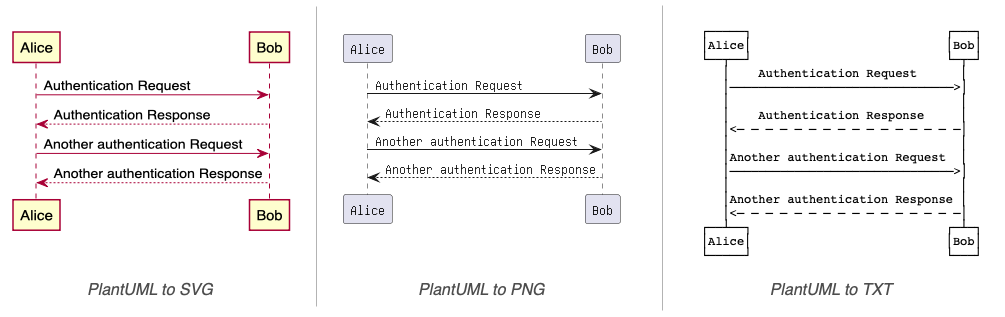 Alice Bob
Authentication Request
Authentication Response
Another authentication Request
Another authentication Response
Alice Bob
PlantUML to SVG
Alice Bob
Authentication Request
Authentication Response
Another authentication Request
Another authentication Response
Alice Bob
PlantUML to PNG
Alice Bob
Authentication Request
Authentication Response
Another authentication Request
Another authentication Response
Alice Bob
PlantUML to TXT